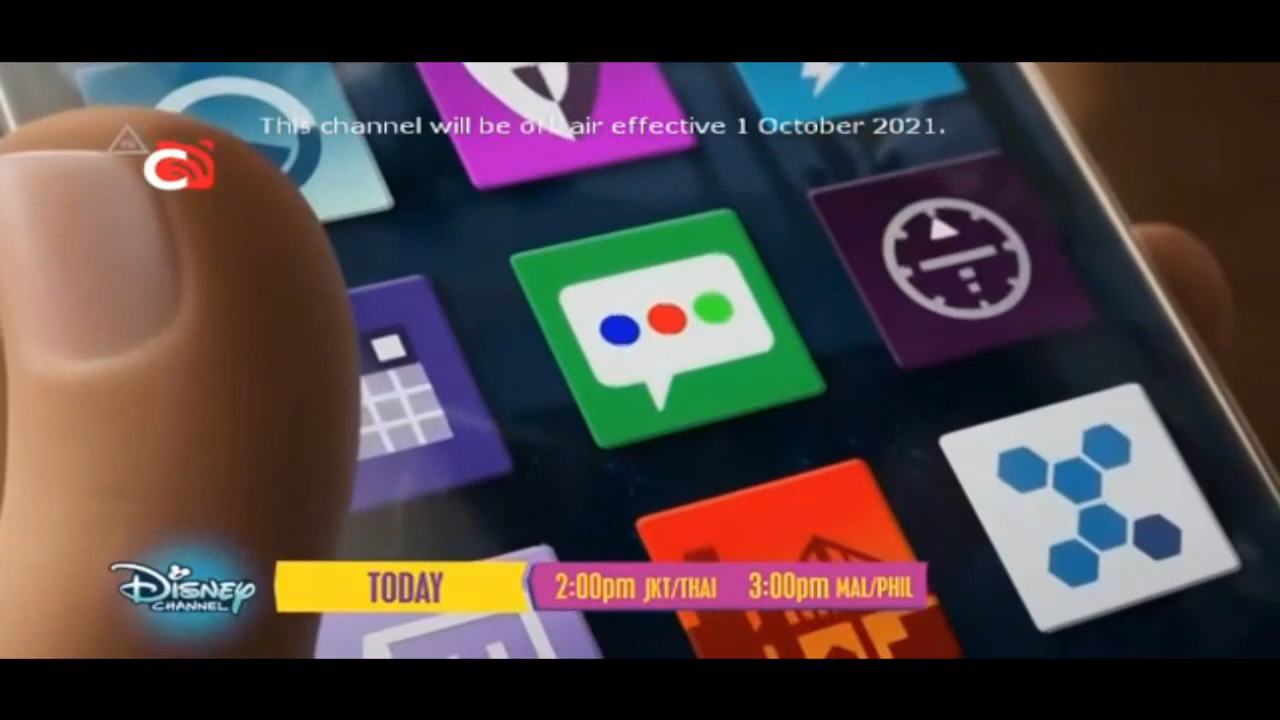 This channel will be off air effective 1 October 2021.
DISNEY
CHANNEL
TODAY
2:00pm JKT/THAI 3:00pm MAL/PHIL